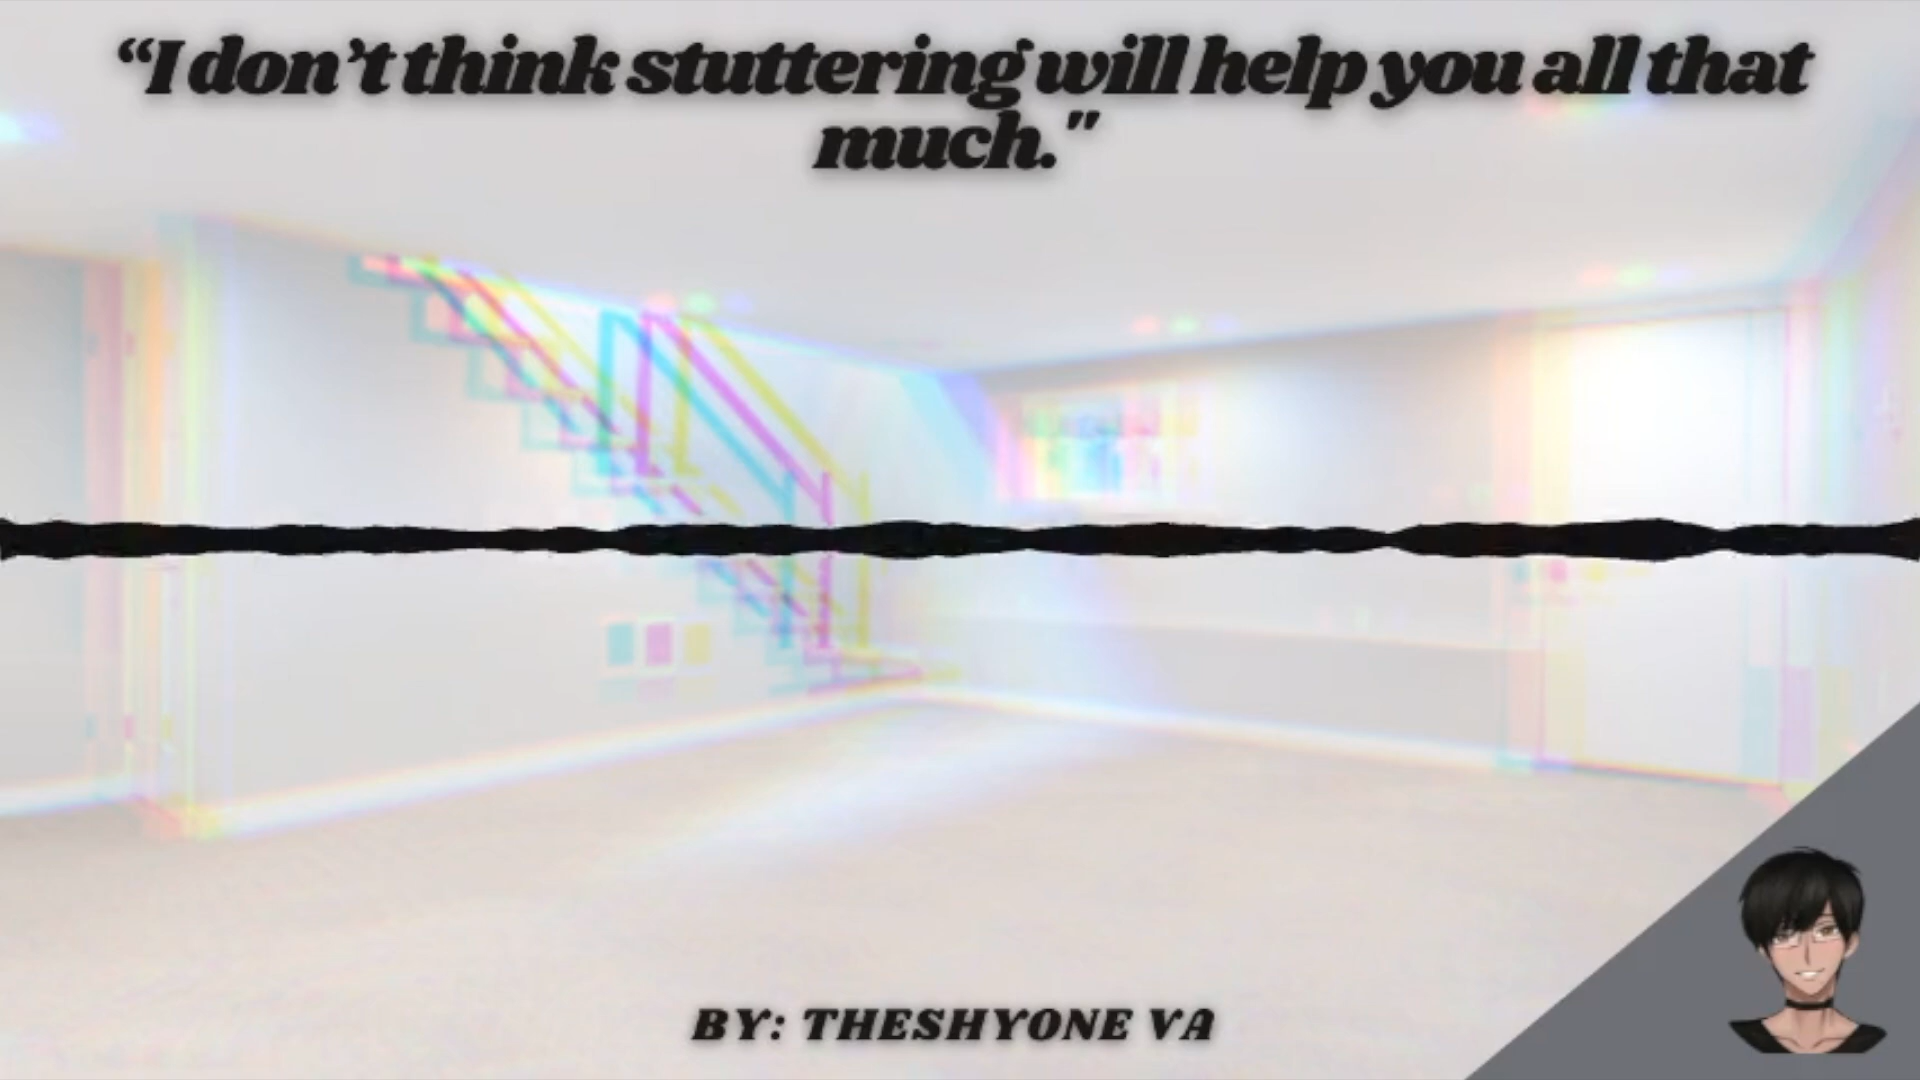 “I don’t think stuttering will help you all that
much."
BY: THESHYONE VA